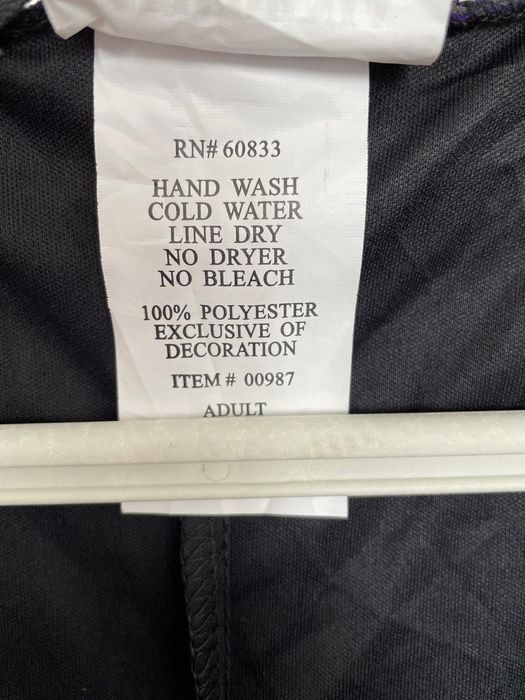 RN# 60833
HAND WASH
COLD WATER
LINE DRY
NO DRYER
NO BLEACH
100% POLYESTER
EXCLUSIVE OF
DECORATION
ITEM # 00987
ADULT